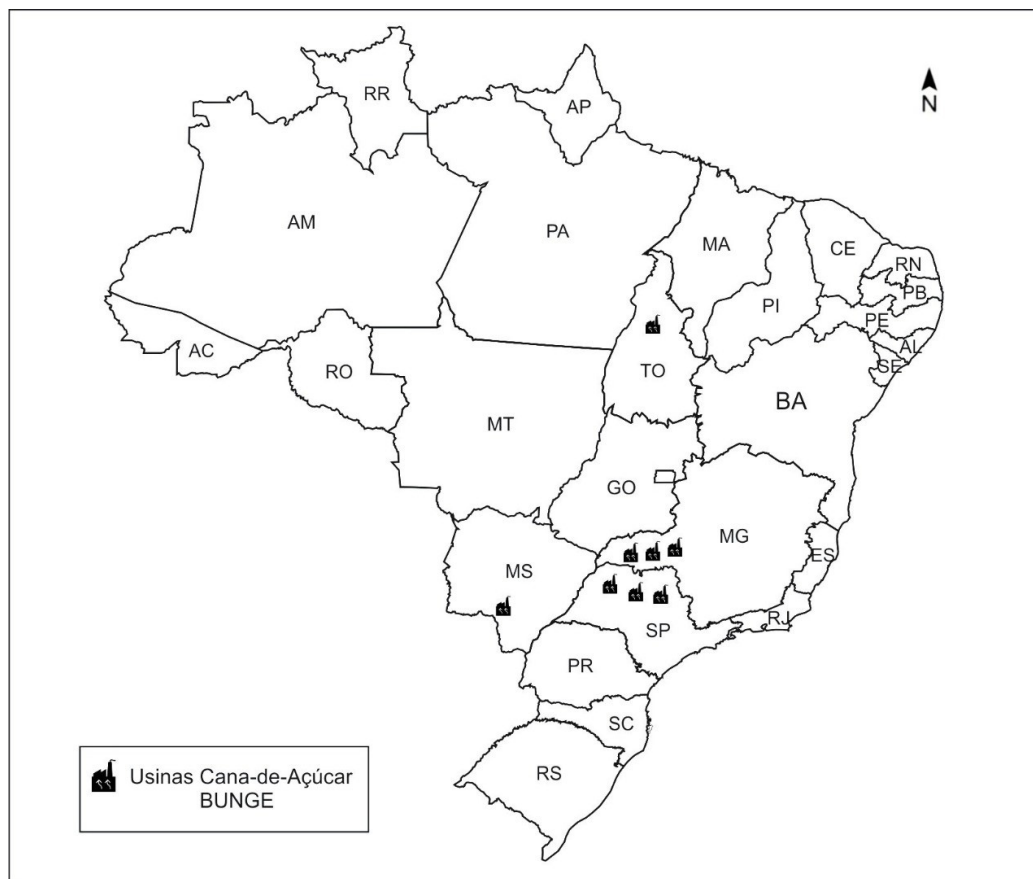 RR
AP
N
AM
PA
MA
CE
RN
PB
PI
PE
AL
SE
AC
RO
TO
BA
MT
GO
MG
ES
MS
RJ
SP
PR
SC
RS
Usinas Cana-de-Açúcar
BUNGE